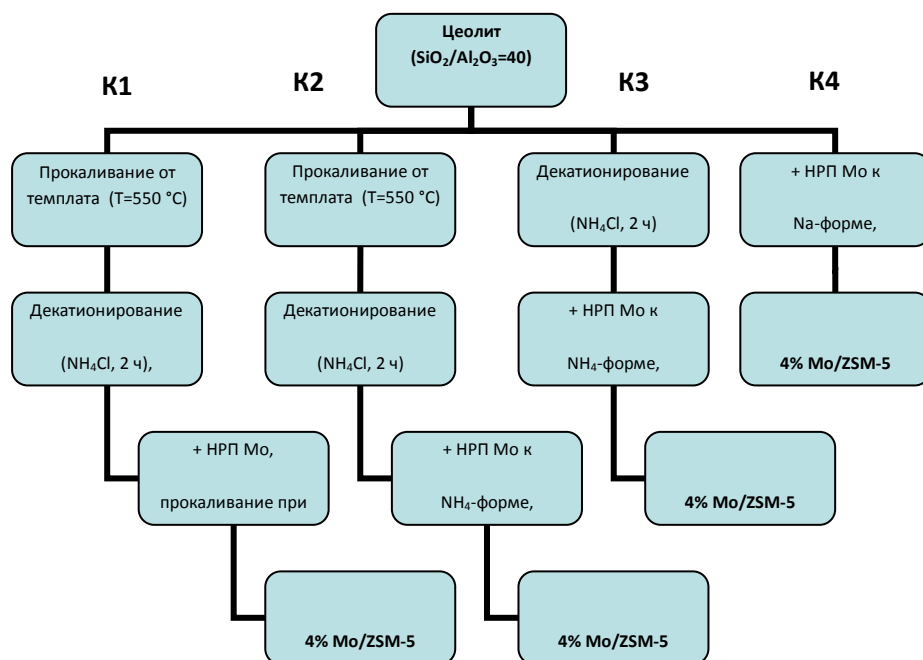 Цеолит
(SiO₂/Al₂O₃=40)
К1
К2
К3
К4
Прокаливание от
темплата (Т=550 °С)
Прокаливание от
темплата (Т=550 °С)
Декатионирование
(NH₄Cl, 2 ч)
+ НРП Мо к
Na-форме,
Декатионирование
(NH₄Cl, 2 ч),
Декатионирование
(NH₄Cl, 2 ч)
+ НРП Мо к
NH₄-форме,
4% Mo/ZSM-5
+ НРП Мо,
прокаливание при
+ НРП Мо к
NH₄-форме,
4% Mo/ZSM-5
4% Mo/ZSM-5
4% Mo/ZSM-5